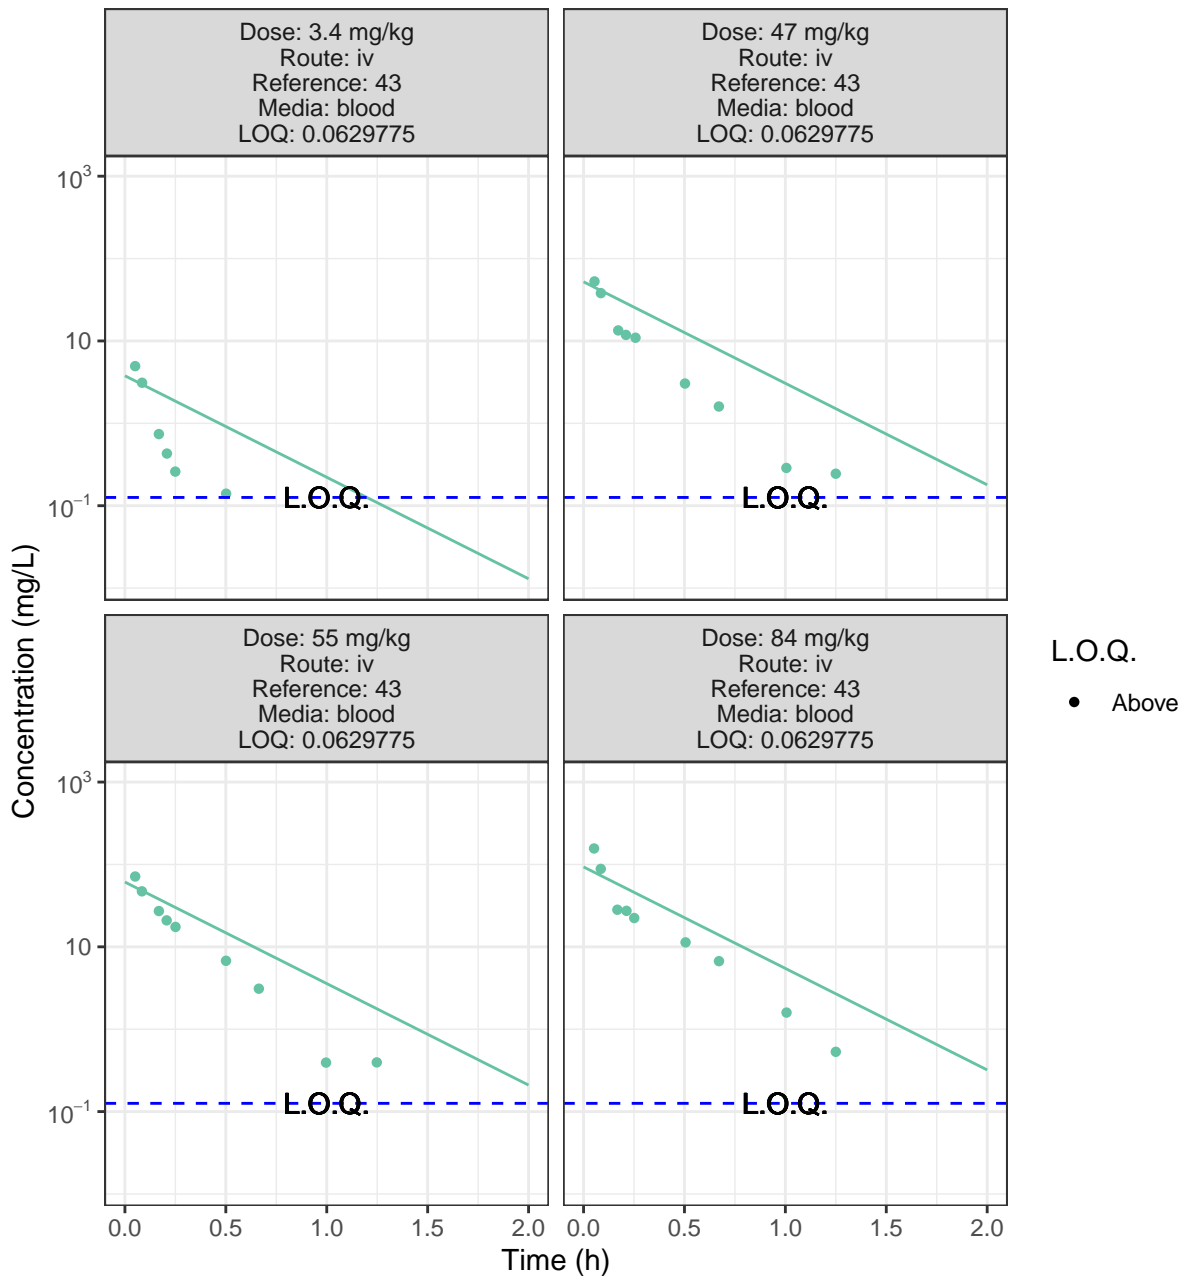 Dose: 3.4 mg/kg
Route: iv
Reference: 43
Media: blood
LOQ: 0.0629775
Dose: 47 mg/kg
Route: iv
Reference: 43
Media: blood
LOQ: 0.0629775
10³
10
10⁻¹
L.O.Q.
L.O.Q.
Concentration (mg/L)
Dose: 55 mg/kg
Route: iv
Reference: 43
Media: blood
LOQ: 0.0629775
Dose: 84 mg/kg
Route: iv
Reference: 43
Media: blood
LOQ: 0.0629775
10³
10
10⁻¹
L.O.Q.
L.O.Q.
0.0 0.5 1.0 1.5 2.0
0.0 0.5 1.0 1.5 2.0
Time (h)
L.O.Q.
Above